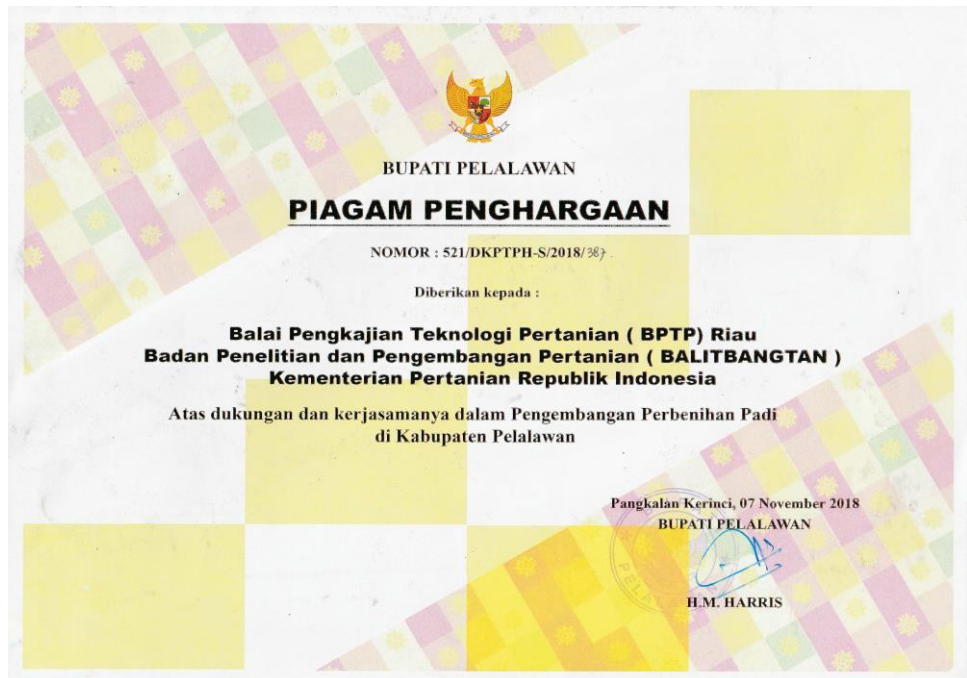 BUPATI PELALAWAN
PIAGAM PENGHARGAAN
NOMOR : 521/DKPTPH-S/2018/387.
Diberikan kepada :
Balai Pengkajian Teknologi Pertanian ( BPTP) Riau
Badan Penelitian dan Pengembangan Pertanian ( BALITBANGTAN )
Kementerian Pertanian Republik Indonesia
Atas dukungan dan kerjasamanya dalam Pengembangan Perbenihan Padi
di Kabupaten Pelalawan
Pangkalan Kerinci, 07 November 2018
BUPATI PELALAWAN
H.M. HARRIS